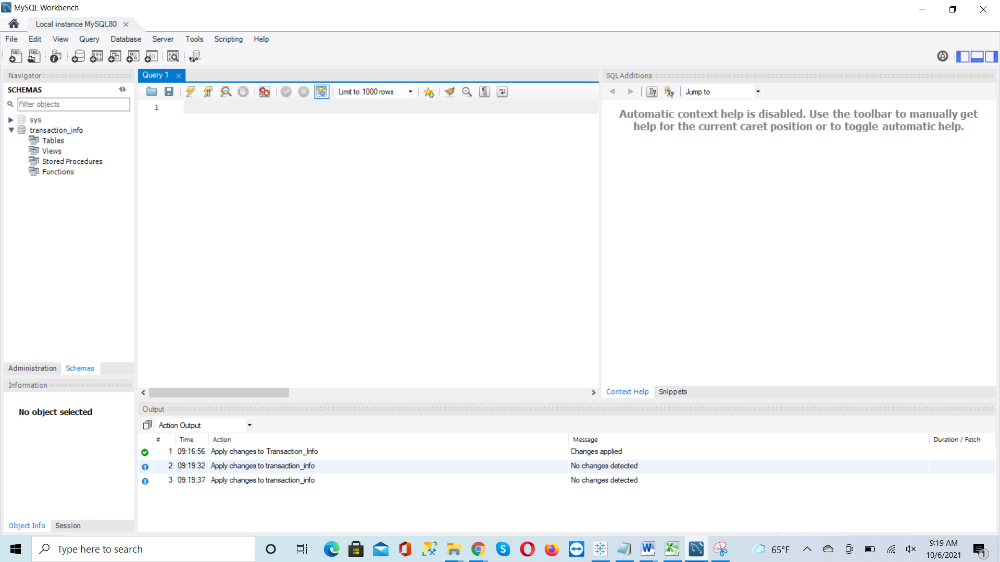 MySQL Workbench
Local instance MySQL80
File Edit View Query Database Server Tools Scripting Help
Navigator
SCHEMAS
Filter objects
sys
transaction_info
Tables
Views
Stored Procedures
Functions
Administration Schemas
Information
No object selected
Object Info Session
Query 1
Limit to 1000 rows
1
SQLAdditions
Jump to
Automatic context help is disabled. Use the toolbar to manually get
help for the current caret position or to toggle automatic help.
Context Help Snippets
Output
Action Output
# Time Action Message Duration / Fetch
1 09:16:56 Apply changes to Transaction_Info Changes applied
2 09:19:32 Apply changes to transaction_info No changes detected
3 09:19:37 Apply changes to transaction_info No changes detected
Type here to search
65°F
9:19 AM
10/6/2021
1